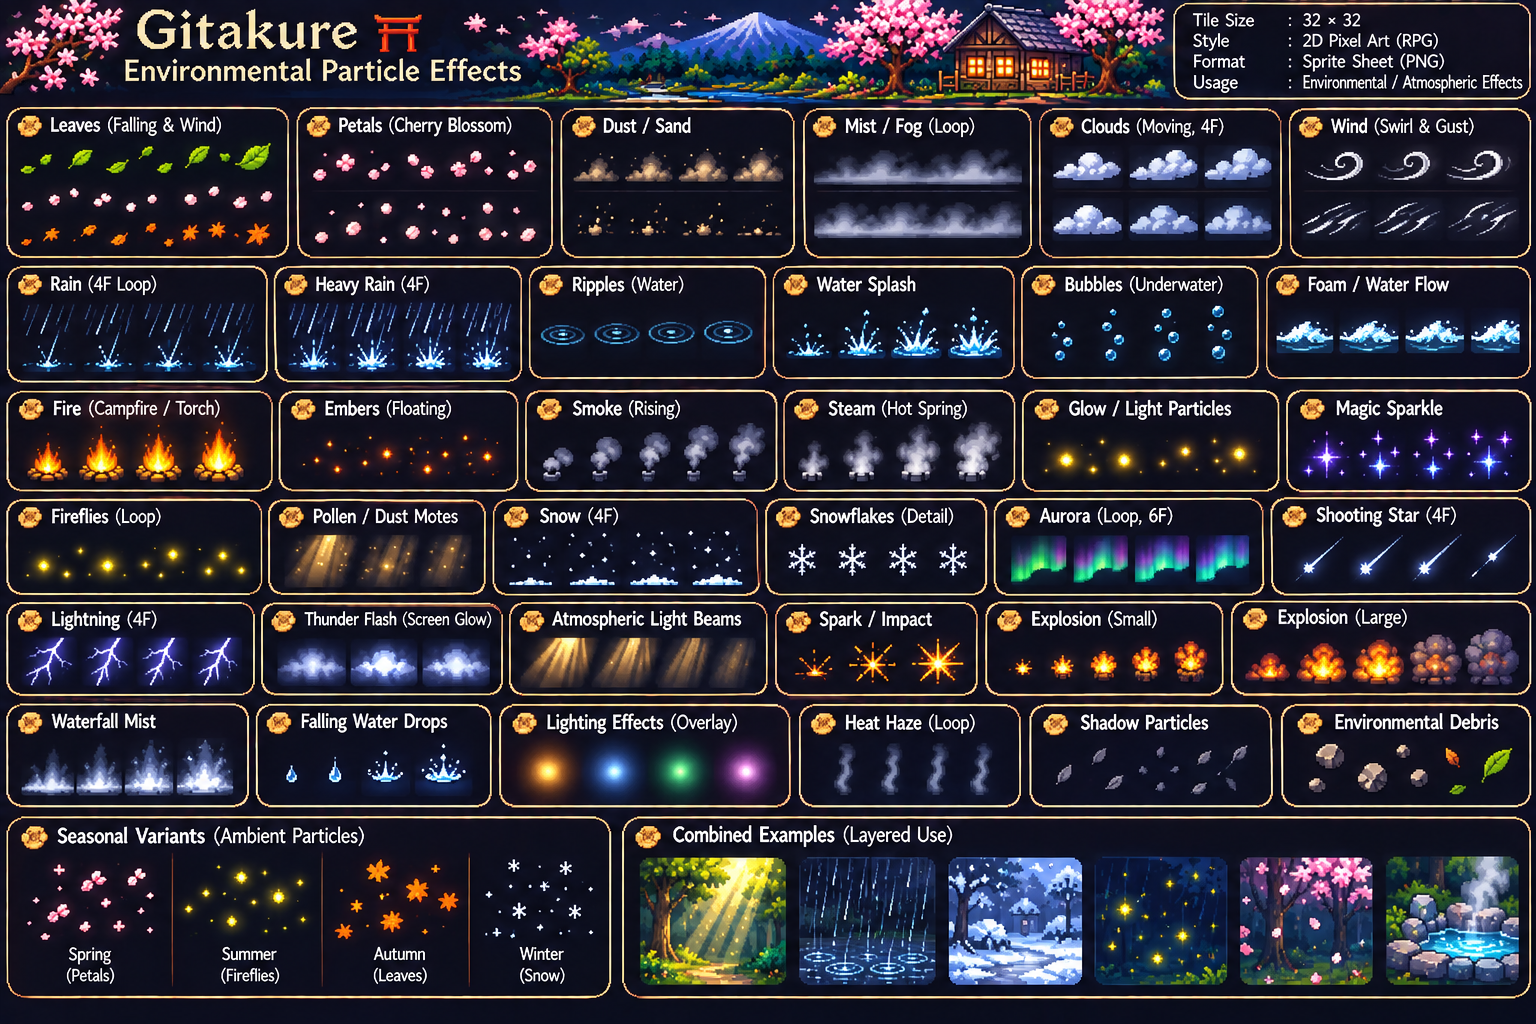 Gitakure
Environmental Particle Effects
Tile Size : 32 × 32
Style : 2D Pixel Art (RPG)
Format : Sprite Sheet (PNG)
Usage : Environmental / Atmospheric Effects
Leaves (Falling & Wind)
Petals (Cherry Blossom)
Dust / Sand
Mist / Fog (Loop)
Clouds (Moving, 4F)
Wind (Swirl & Gust)
Rain (4F Loop)
Heavy Rain (4F)
Ripples (Water)
Water Splash
Bubbles (Underwater)
Foam / Water Flow
Fire (Campfire / Torch)
Embers (Floating)
Smoke (Rising)
Steam (Hot Spring)
Glow / Light Particles
Magic Sparkle
Fireflies (Loop)
Pollen / Dust Motes
Snow (4F)
Snowflakes (Detail)
Aurora (Loop, 6F)
Shooting Star (4F)
Lightning (4F)
Thunder Flash (Screen Glow)
Atmospheric Light Beams
Spark / Impact
Explosion (Small)
Explosion (Large)
Waterfall Mist
Falling Water Drops
Lighting Effects (Overlay)
Heat Haze (Loop)
Shadow Particles
Environmental Debris
Seasonal Variants (Ambient Particles)
Spring
(Petals)
Summer
(Fireflies)
Autumn
(Leaves)
Winter
(Snow)
Combined Examples (Layered Use)